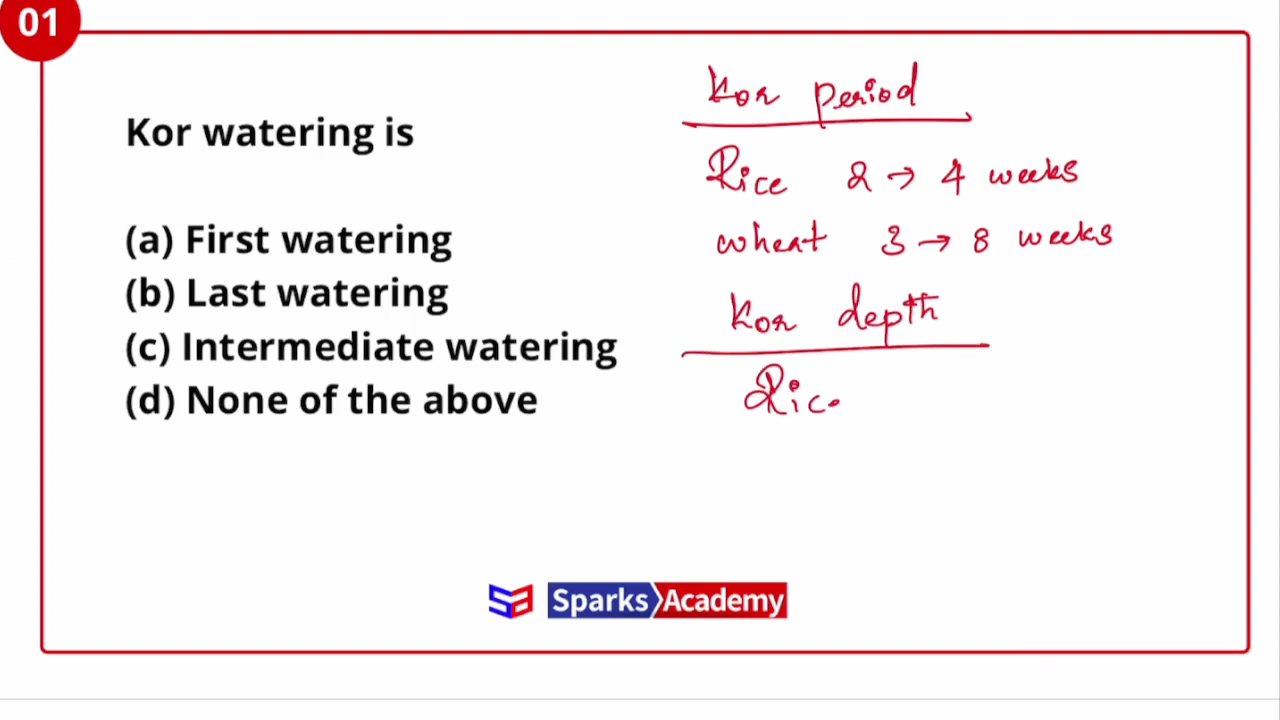 01
Kor watering is
(a) First watering
(b) Last watering
(c) Intermediate watering
(d) None of the above
Kor period
Rice 2 → 4 weeks
wheat 3 → 8 weeks
Kor depth
Rice
SA Sparks Academy